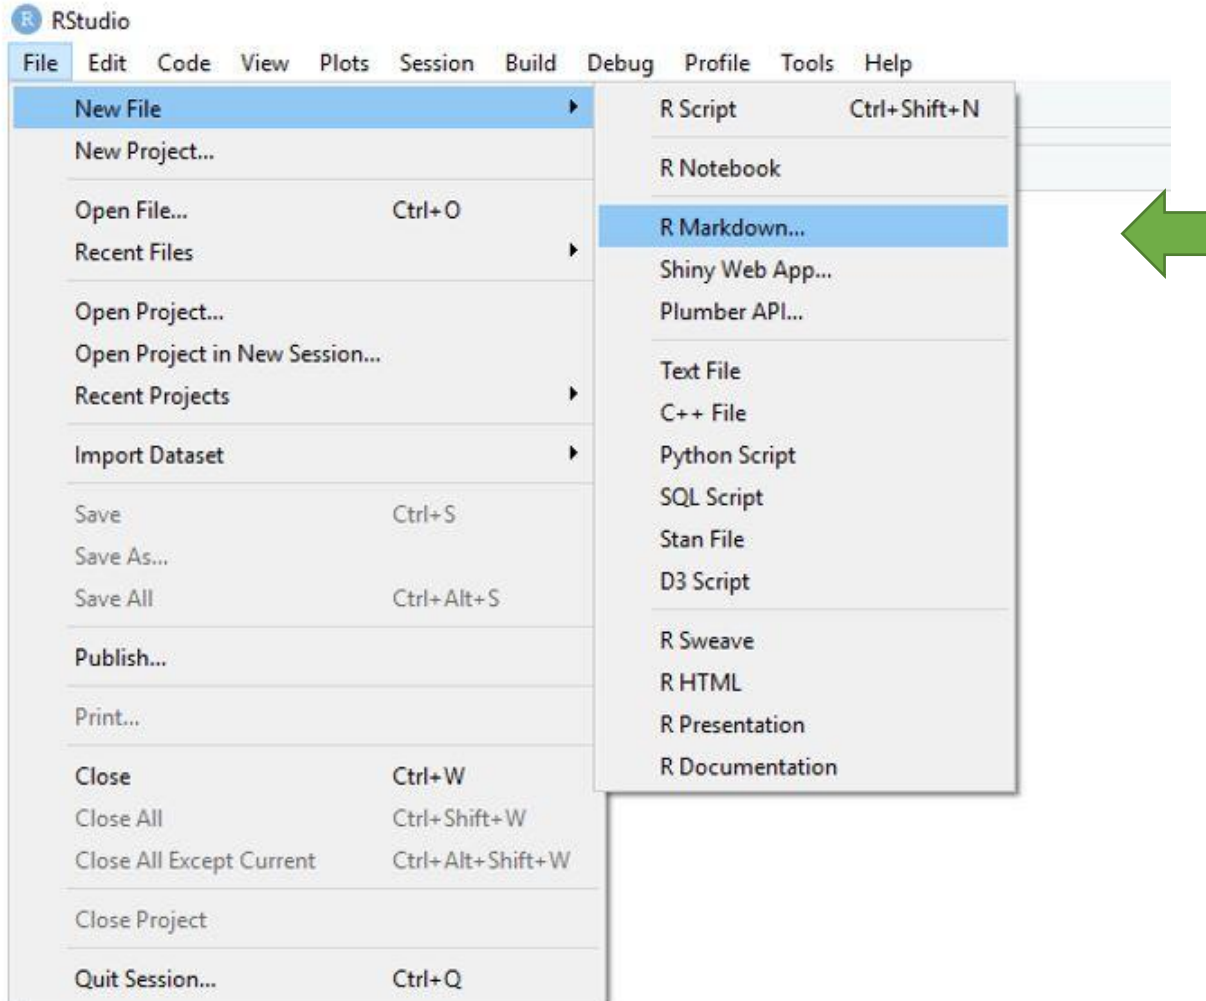 R RStudio
File Edit Code View Plots Session Build Debug Profile Tools Help
New File
New Project...
Open File... Ctrl+O
Recent Files
Open Project...
Open Project in New Session...
Recent Projects
Import Dataset
Save Ctrl+S
Save As...
Save All Ctrl+Alt+S
Publish...
Print...
Close Ctrl+W
Close All Ctrl+Shift+W
Close All Except Current Ctrl+Alt+Shift+W
Close Project
Quit Session... Ctrl+Q
R Script Ctrl+Shift+N
R Notebook
R Markdown...
Shiny Web App...
Plumber API...
Text File
C++ File
Python Script
SQL Script
Stan File
D3 Script
R Sweave
R HTML
R Presentation
R Documentation